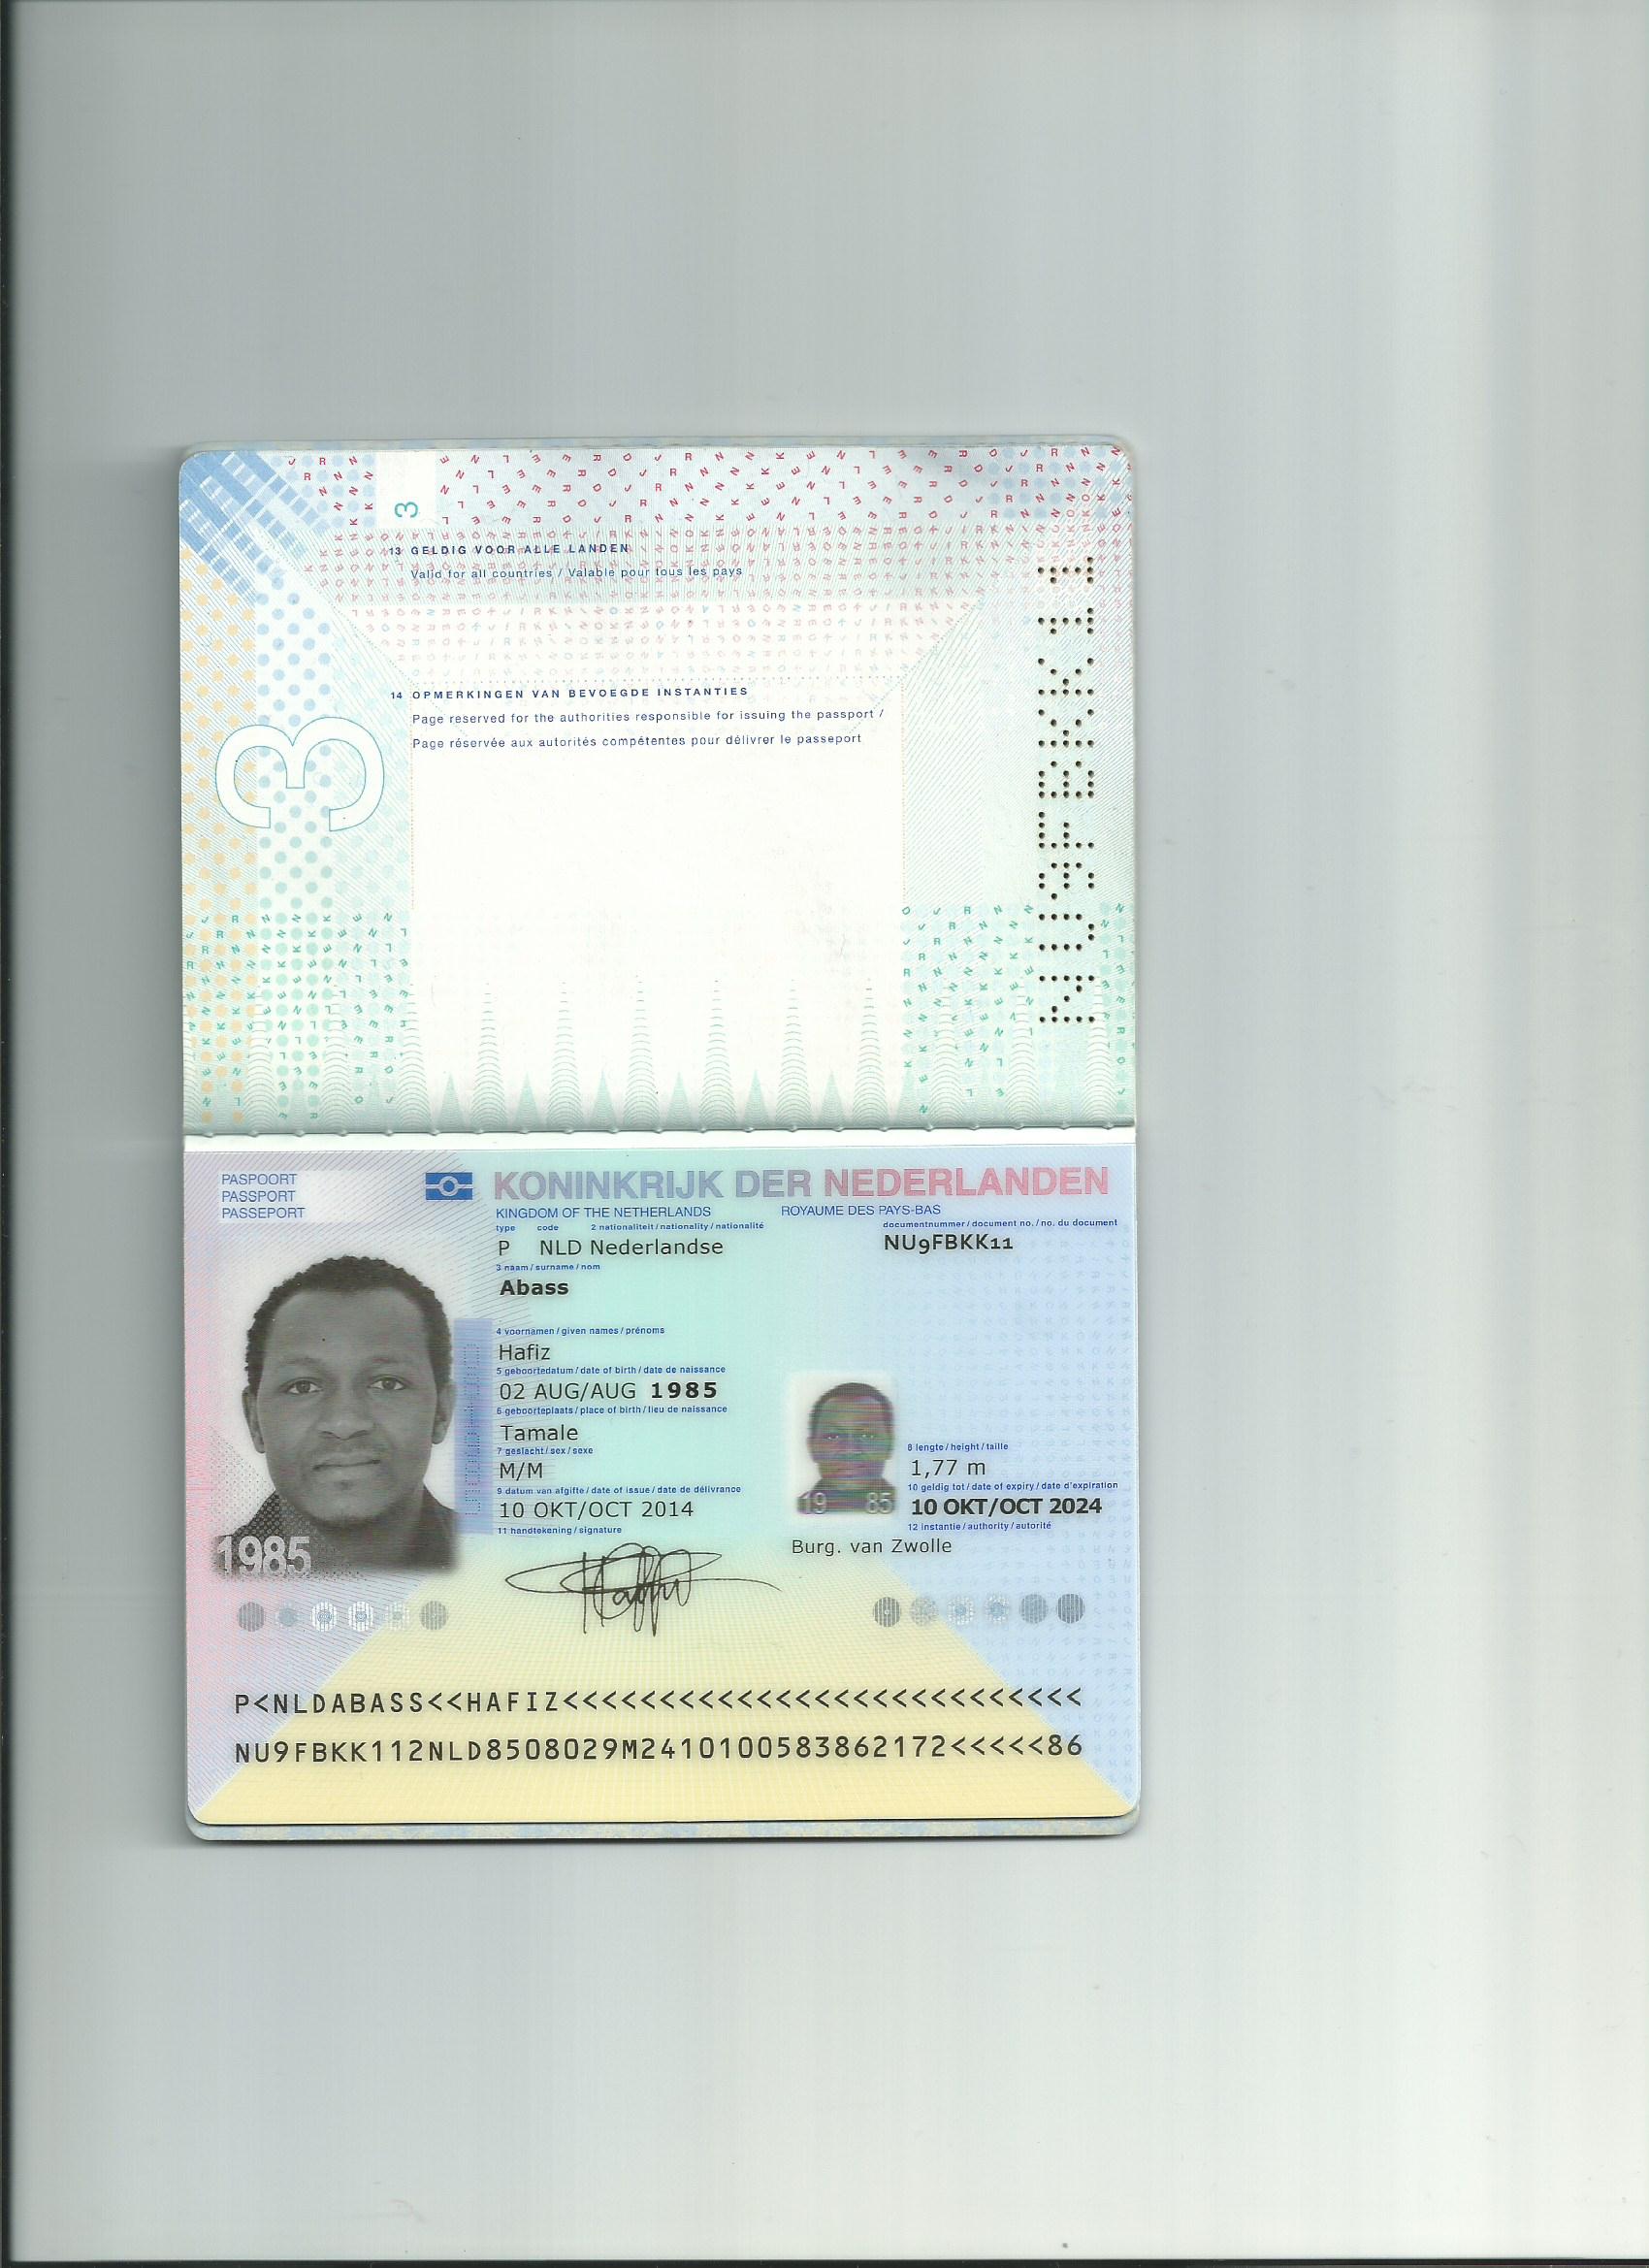 3
13 GELDIG VOOR ALLE LANDEN
Valid for all countries / Valable pour tous les pays
14 OPMERKINGEN VAN BEVOEGDE INSTANTIES
Page reserved for the authorities responsible for issuing the passport /
Page réservée aux autorités compétentes pour délivrer le passeport
3
NU9FBKK11
PASPOORT
PASSPORT
PASSEPORT
KONINKRIJK DER NEDERLANDEN
KINGDOM OF THE NETHERLANDS ROYAUME DES PAYS-BAS
type code 2 nationaliteit / nationality / nationalité documentnummer / document no. / no. du document
P NLD Nederlandse NU9FBKK11
3 naam / surname / nom
Abass
4 voornamen / given names / prénoms
Hafiz
5 geboortedatum / date of birth / date de naissance
02 AUG/AUG 1985
6 geboorteplaats / place of birth / lieu de naissance
Tamale
7 geslacht / sex / sexe 8 lengte / height / taille
M/M 1,77 m
9 datum van afgifte / date of issue / date de délivrance 10 geldig tot / date of expiry / date d'expiration
10 OKT/OCT 2014 10 OKT/OCT 2024
11 handtekening / signature 12 instantie / authority / autorité
Burg. van Zwolle
1985
19 85
P<NLDABASS<<HAFIZ<<<<<<<<<<<<<<<<<<<<<<<<<<<
NU9FBKK112NLD8508029M2410100583862172<<<<<86